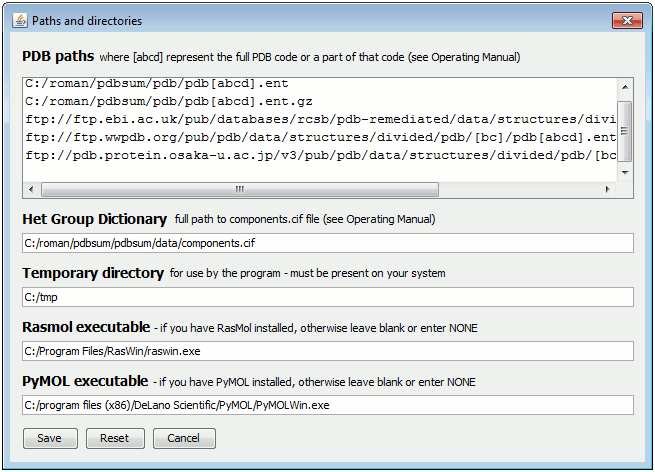 Paths and directories
PDB paths where [abcd] represent the full PDB code or a part of that code (see Operating Manual)
C:/roman/pdbsum/pdb/pdb[abcd].ent
C:/roman/pdbsum/pdb/pdb[abcd].ent.gz
ftp://ftp.ebi.ac.uk/pub/databases/rcsb/pdb-remediated/data/structures/divi
ftp://ftp.wwpdb.org/pub/pdb/data/structures/divided/pdb/[bc]/pdb[abcd].ent
ftp://pdb.protein.osaka-u.ac.jp/v3/pub/pdb/data/structures/divided/pdb/[bc
Het Group Dictionary full path to components.cif file (see Operating Manual)
C:/roman/pdbsum/pdbsum/data/components.cif
Temporary directory for use by the program - must be present on your system
C:/tmp
Rasmol executable - if you have RasMol installed, otherwise leave blank or enter NONE
C:/Program Files/RasWin/raswin.exe
PyMOL executable - if you have PyMOL installed, otherwise leave blank or enter NONE
C:/program files (x86)/DeLano Scientific/PyMOL/PyMOLWin.exe
Save Reset Cancel